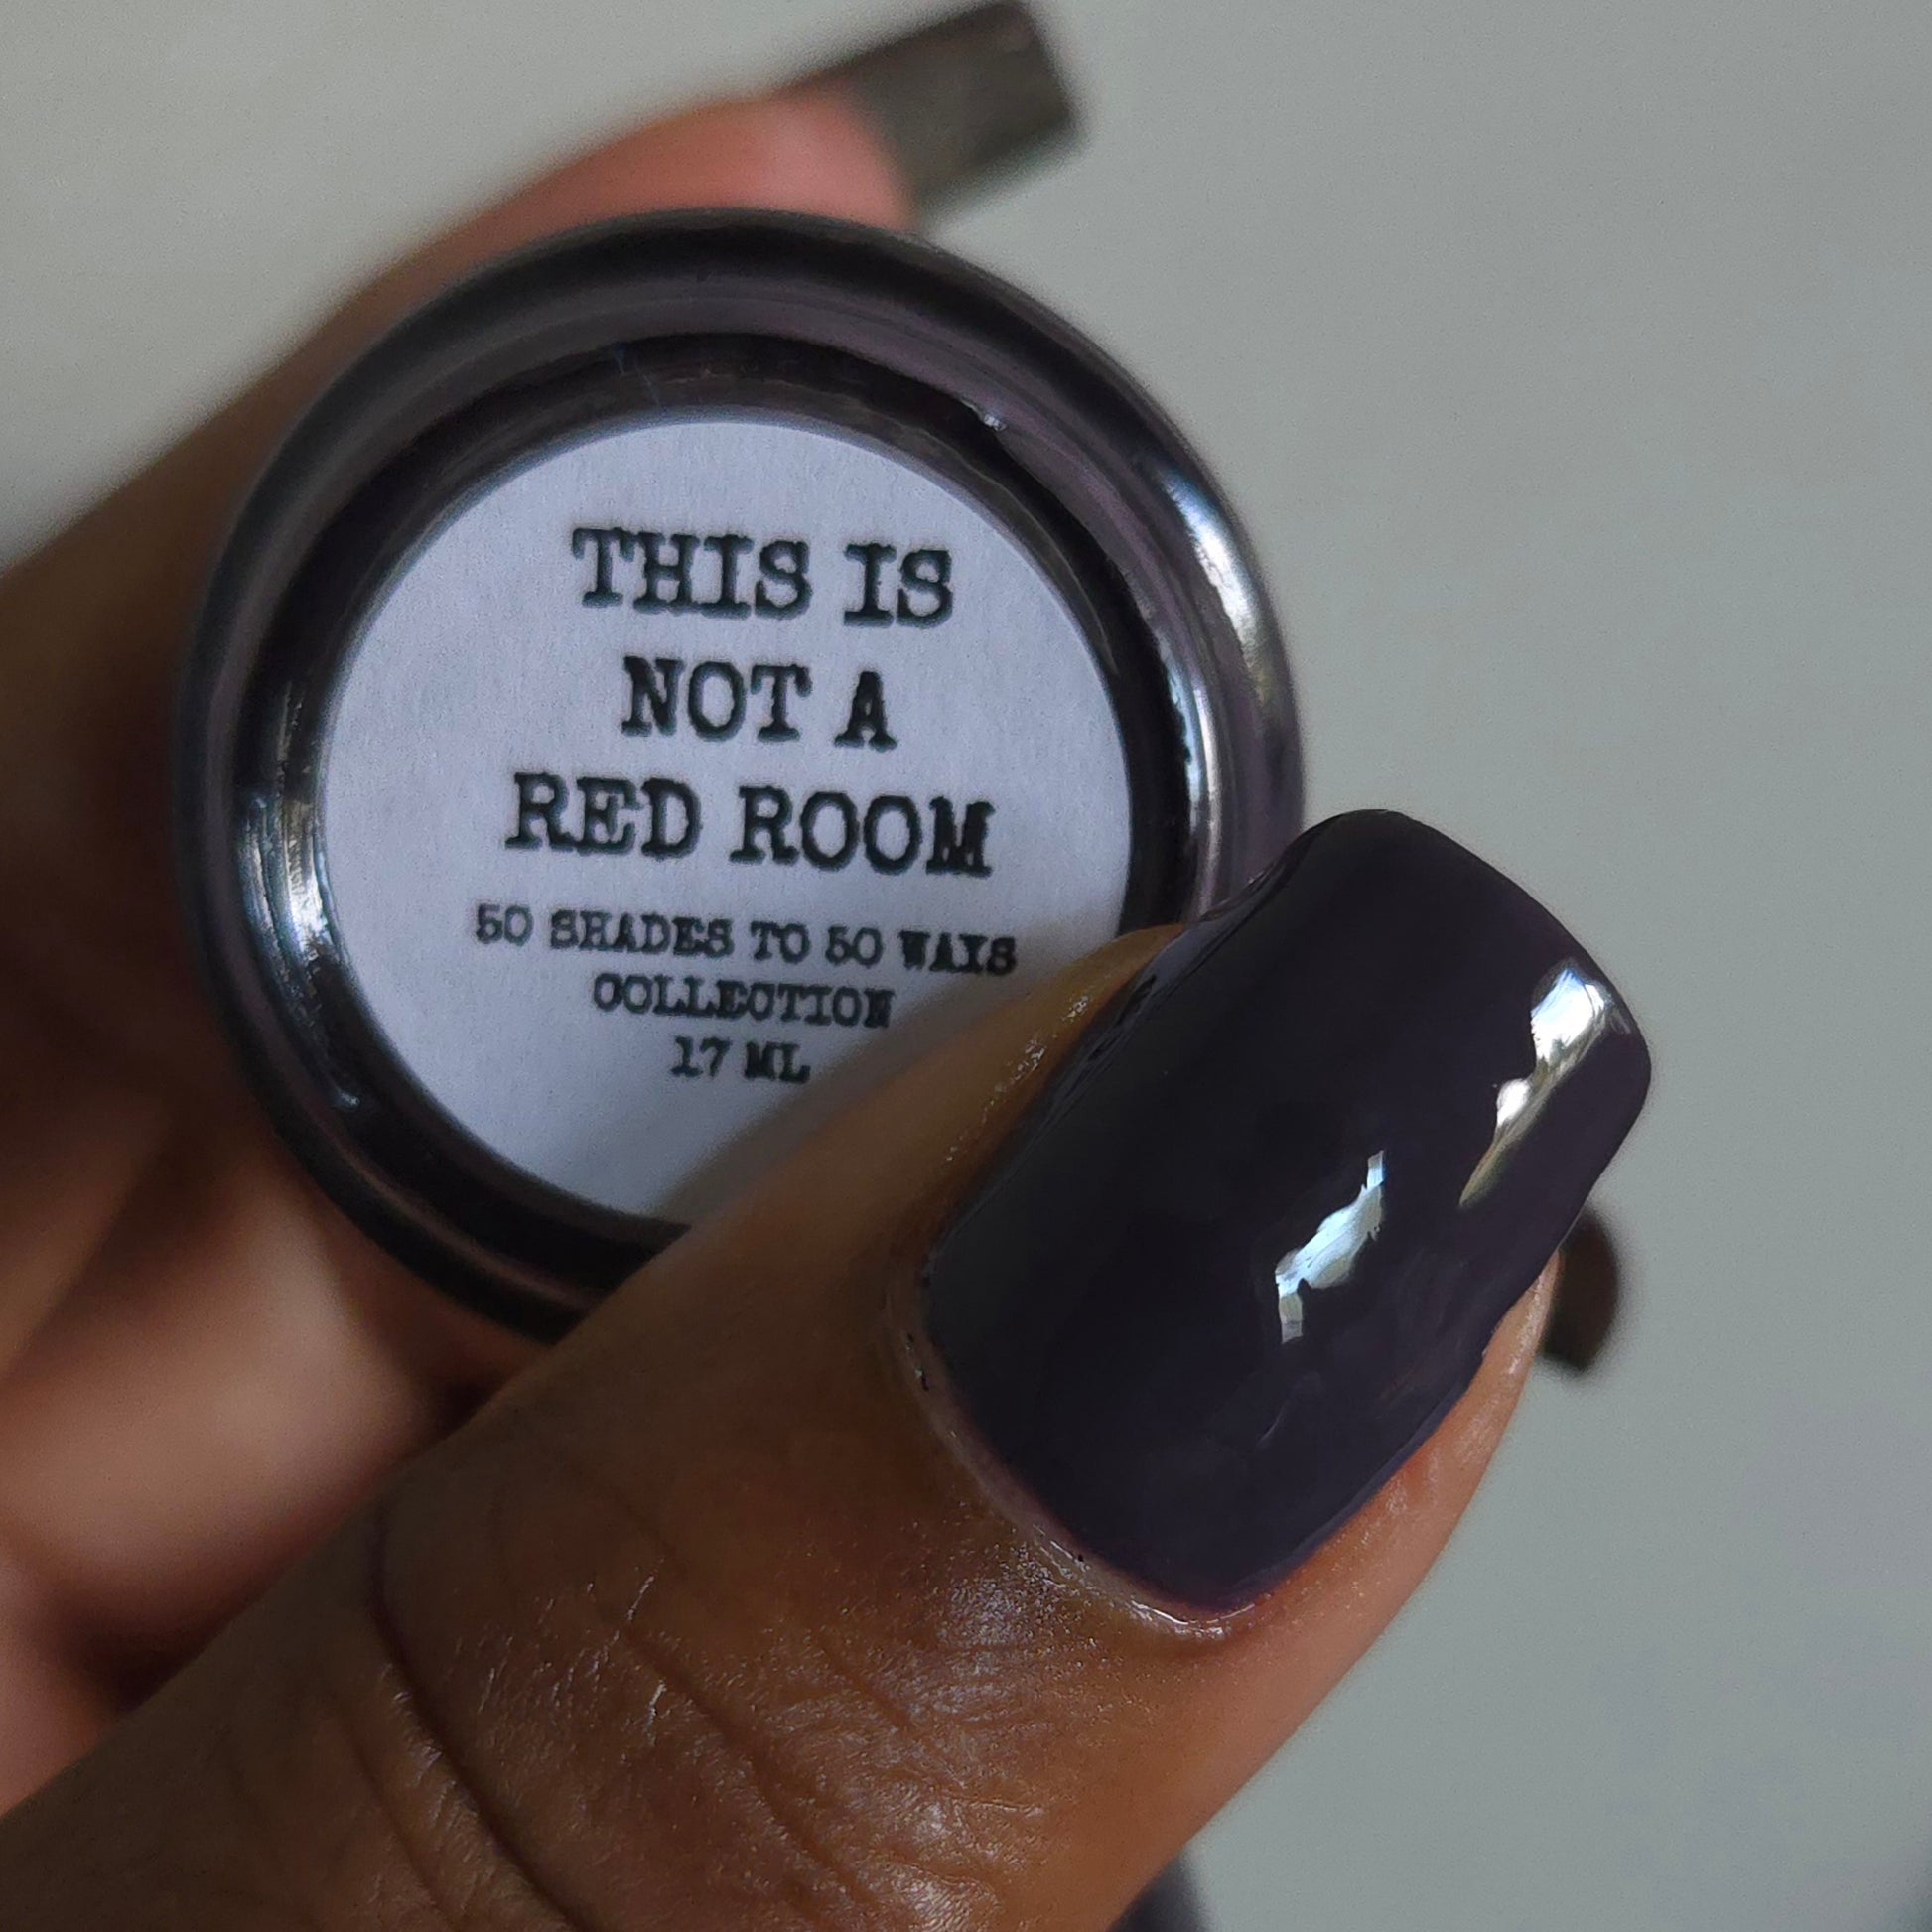 THIS IS
NOT A
RED ROOM
50 SHADES TO 50 WAYS
COLLECTION
17 ML